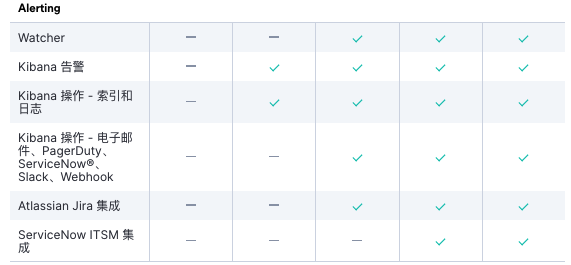 Alerting
Watcher
Kibana 告警
Kibana 操作 - 索引和
日志
Kibana 操作 - 电子邮
件、PagerDuty、
ServiceNow®、
Slack、Webhook
Atlassian Jira 集成
ServiceNow ITSM 集
成